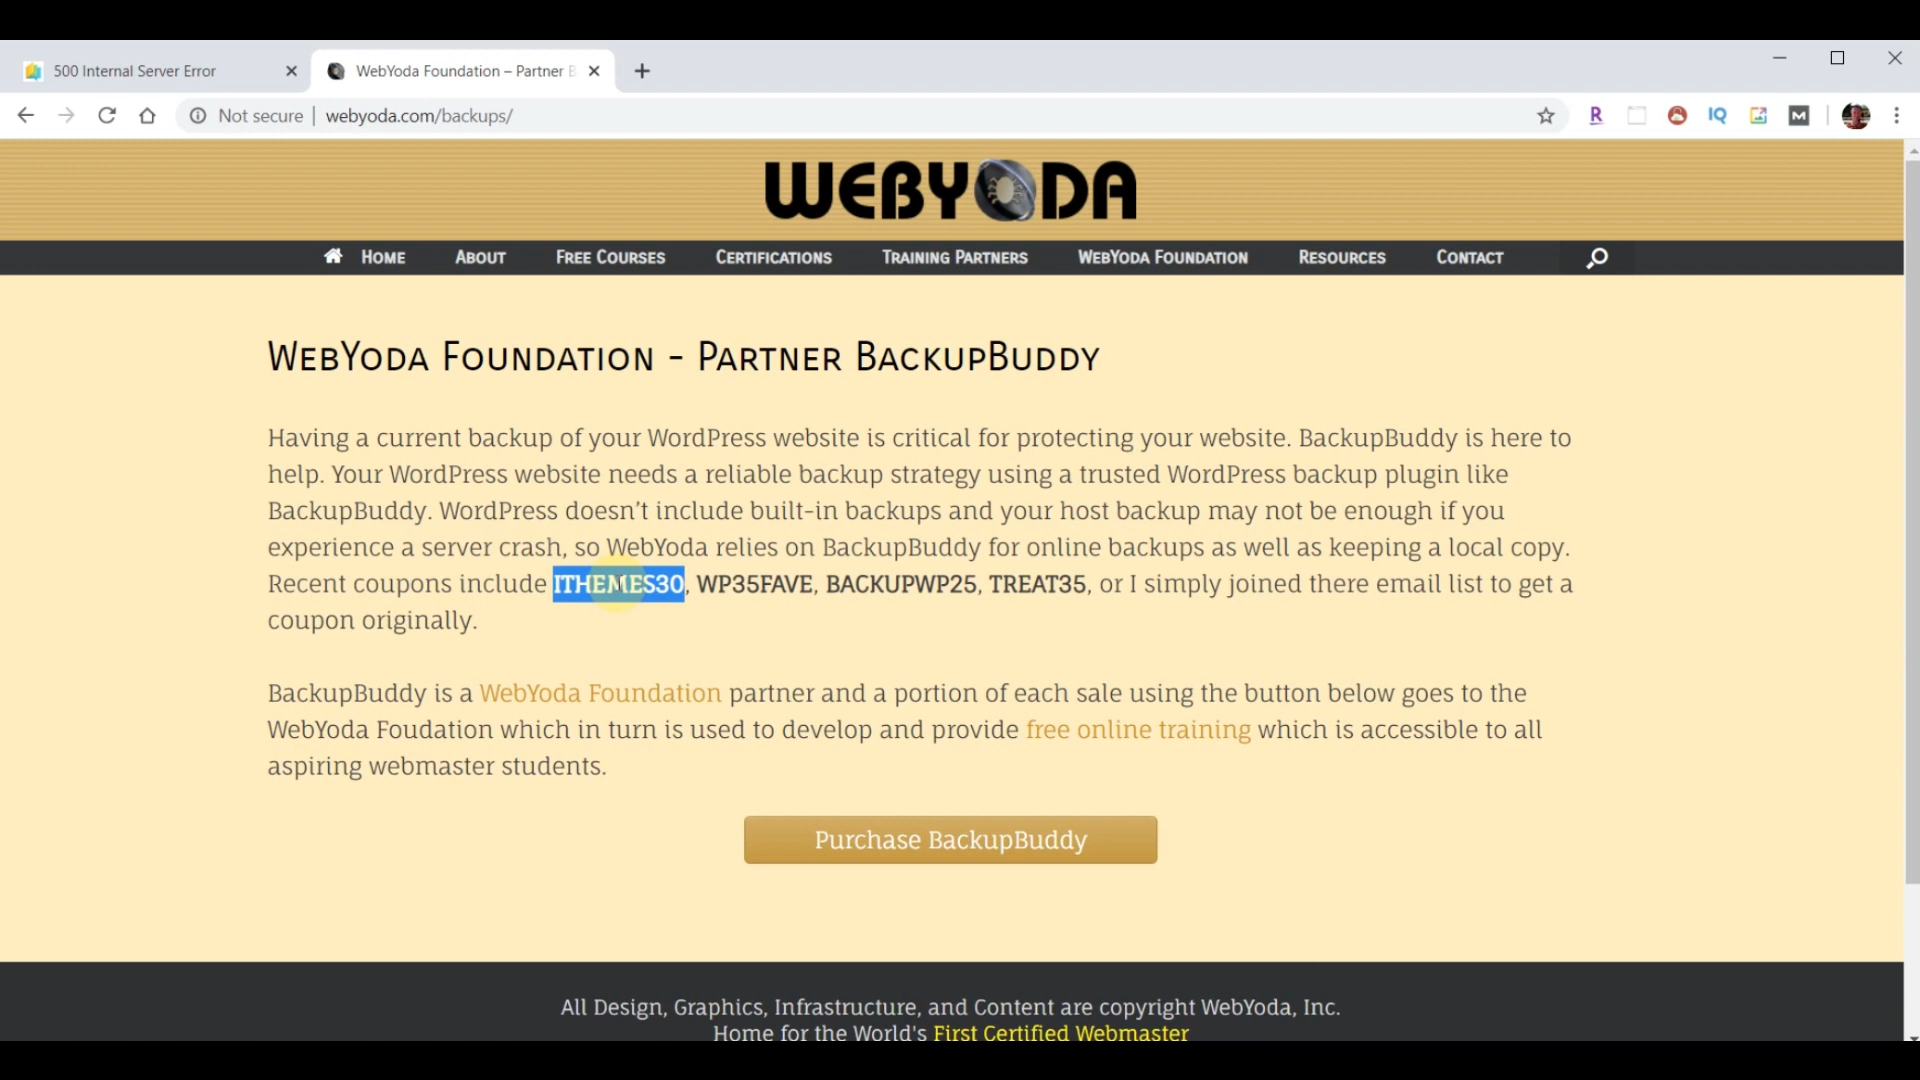 500 Internal Server Error
WebYoda Foundation – Partner B
Not secure | webyoda.com/backups/
R IQ M
WEBYODA
Home About Free Courses Certifications Training Partners WebYoda Foundation Resources Contact
WebYoda Foundation - Partner BackupBuddy
Having a current backup of your WordPress website is critical for protecting your website. BackupBuddy is here to
help. Your WordPress website needs a reliable backup strategy using a trusted WordPress backup plugin like
BackupBuddy. WordPress doesn't include built-in backups and your host backup may not be enough if you
experience a server crash, so WebYoda relies on BackupBuddy for online backups as well as keeping a local copy.
Recent coupons include ITHEMES30, WP35FAVE, BACKUPWP25, TREAT35, or I simply joined there email list to get a
coupon originally.
BackupBuddy is a WebYoda Foundation partner and a portion of each sale using the button below goes to the
WebYoda Foudation which in turn is used to develop and provide free online training which is accessible to all
aspiring webmaster students.
Purchase BackupBuddy
All Design, Graphics, Infrastructure, and Content are copyright WebYoda, Inc.
Home for the World's First Certified Webmaster